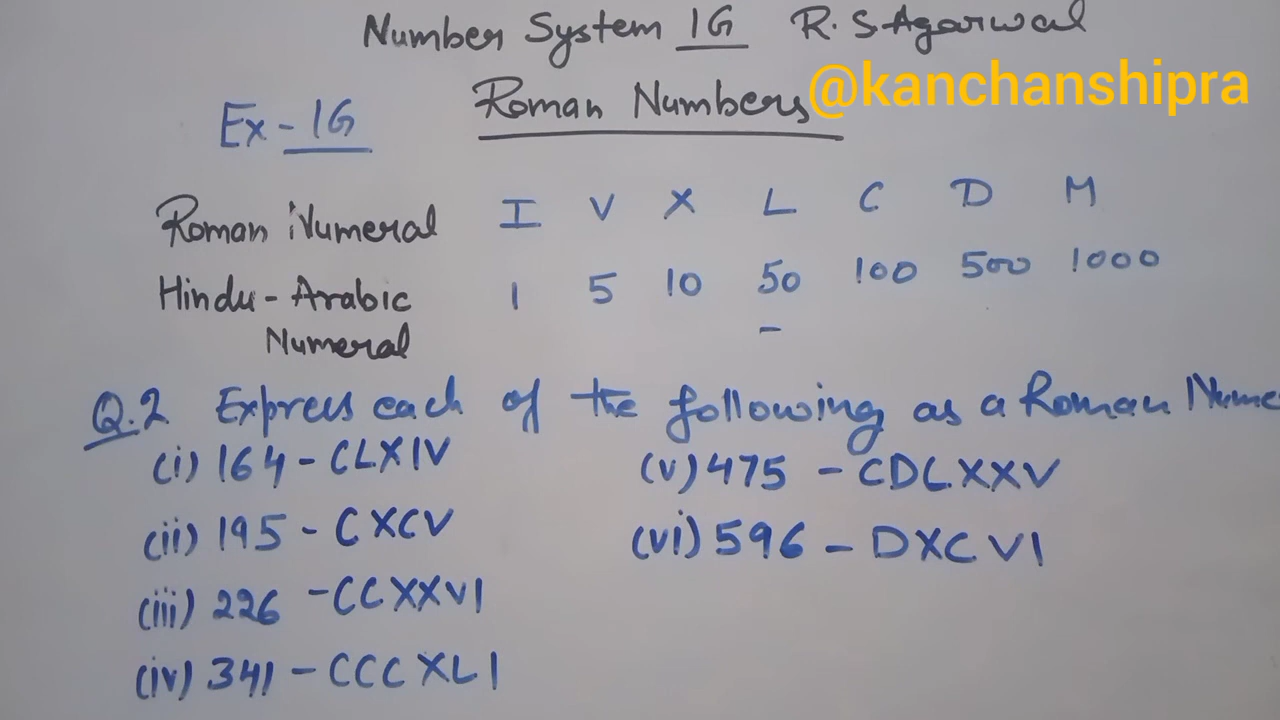 Number System 1G R.S Agarwal
@kanchanshipra
Ex-1G
Roman Numbers
Roman Numeral I V X L C D M
Hindu-Arabic Numeral 1 5 10 50 100 500 1000
Q.2 Express each of the following as a Roman Nume
(i) 164 - CLXIV
(ii) 195 - CXCV
(iii) 226 - CCXXVI
(iv) 341 - CCCXLI
(v) 475 - CDLXXV
(vi) 596 - DXCVI